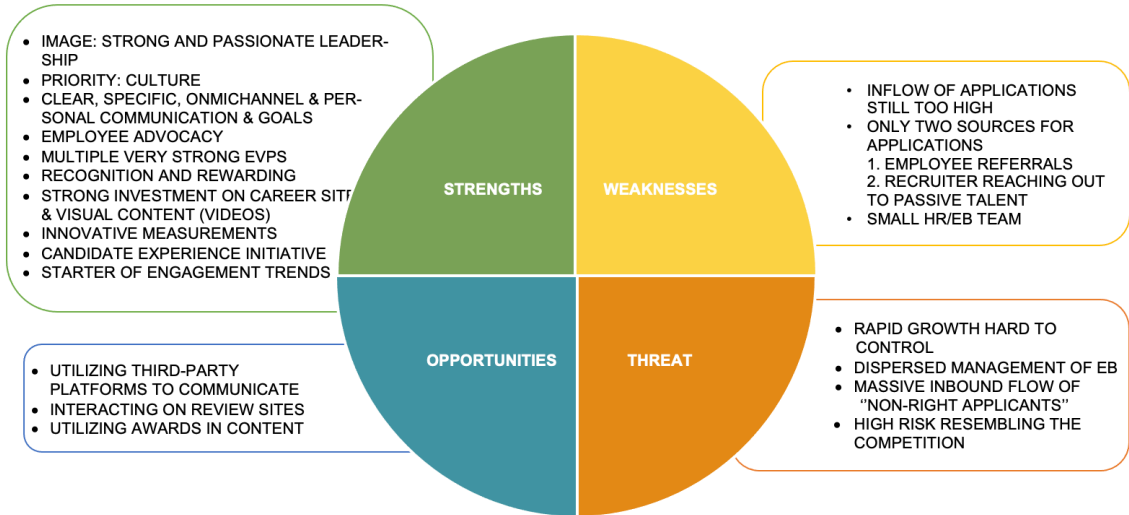 • IMAGE: STRONG AND PASSIONATE LEADER-
SHIP
• PRIORITY: CULTURE
• CLEAR, SPECIFIC, ONMICHANNEL & PER-
SONAL COMMUNICATION & GOALS
• EMPLOYEE ADVOCACY
• MULTIPLE VERY STRONG EVPS
• RECOGNITION AND REWARDING
• STRONG INVESTMENT ON CAREER SITE
& VISUAL CONTENT (VIDEOS)
• INNOVATIVE MEASUREMENTS
• CANDIDATE EXPERIENCE INITIATIVE
• STARTER OF ENGAGEMENT TRENDS
STRENGTHS
WEAKNESSES
• INFLOW OF APPLICATIONS
STILL TOO HIGH
• ONLY TWO SOURCES FOR
APPLICATIONS
1. EMPLOYEE REFERRALS
2. RECRUITER REACHING OUT
TO PASSIVE TALENT
• SMALL HR/EB TEAM
• UTILIZING THIRD-PARTY
PLATFORMS TO COMMUNICATE
• INTERACTING ON REVIEW SITES
• UTILIZING AWARDS IN CONTENT
OPPORTUNITIES
THREAT
• RAPID GROWTH HARD TO
CONTROL
• DISPERSED MANAGEMENT OF EB
• MASSIVE INBOUND FLOW OF
‘’NON-RIGHT APPLICANTS’’
• HIGH RISK RESEMBLING THE
COMPETITION